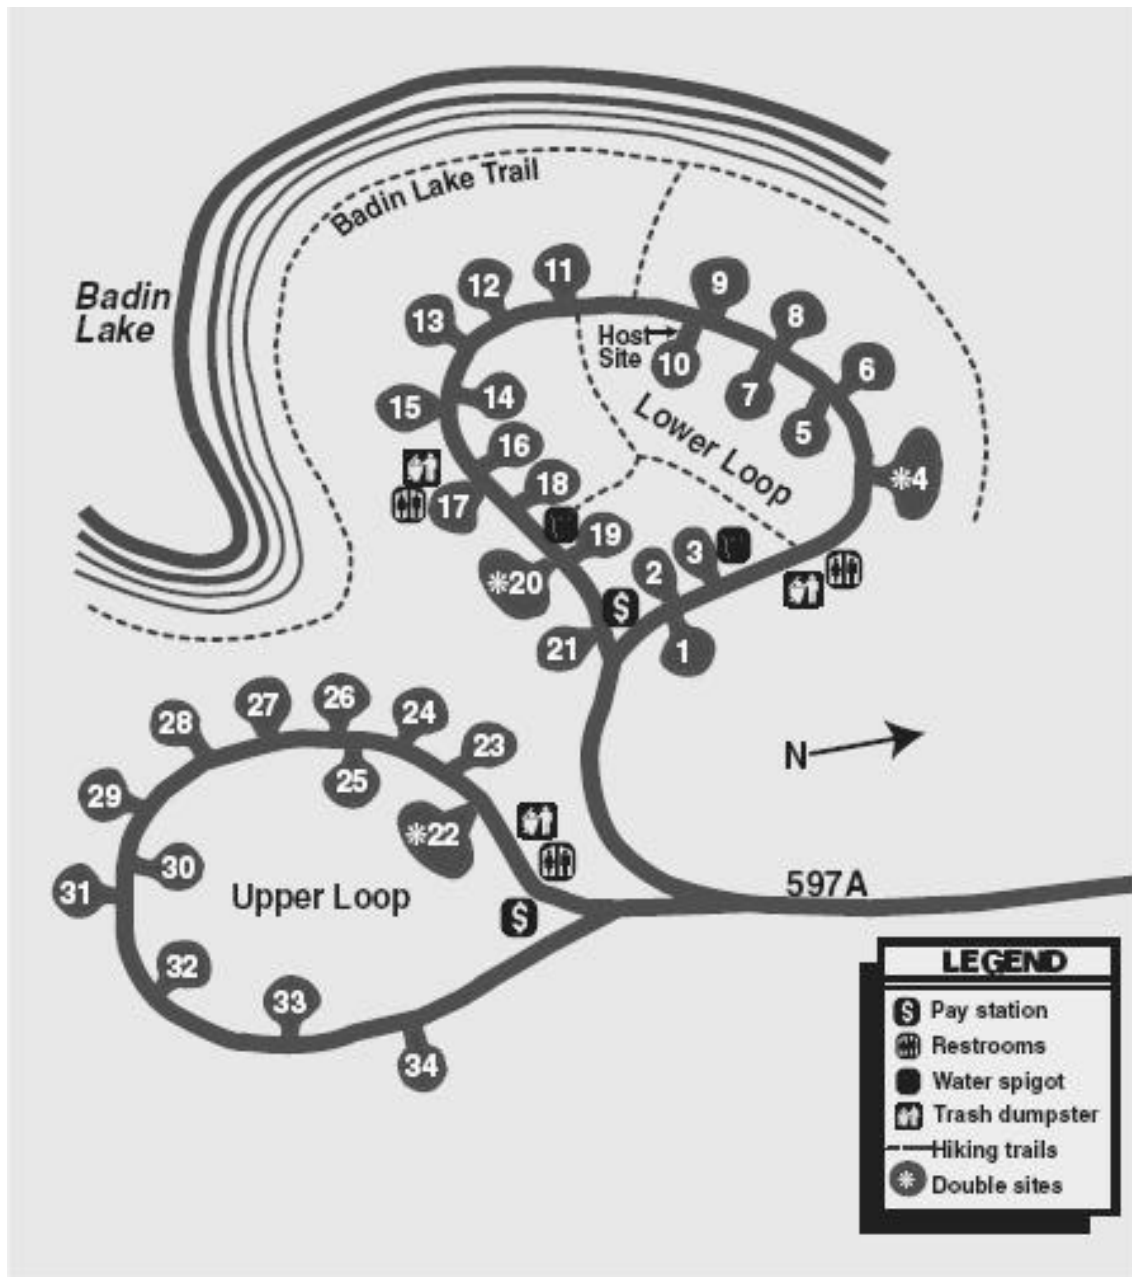 Badin Lake Trail
Badin
Lake
11
12
13
9
8
Host
Site
10
6
7
14
15
5
Lower Loop
16
*4
18
17
19
3
2
*20
$
21
1
26
27
24
28
23
N
25
29
*22
30
31
Upper Loop
597A
$
32
33
34
LEGEND
$ Pay station
Restrooms
Water spigot
Trash dumpster
Hiking trails
* Double sites